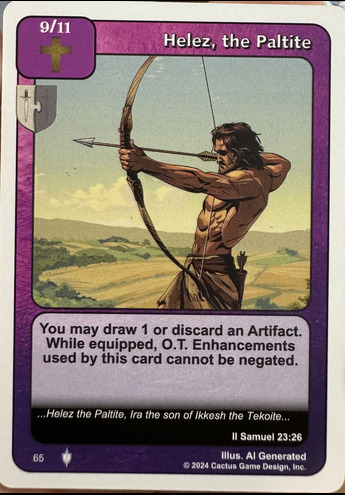 9/11
Helez, the Paltite
You may draw 1 or discard an Artifact.
While equipped, O.T. Enhancements
used by this card cannot be negated.
...Helez the Paltite, Ira the son of Ikkesh the Tekoite...
II Samuel 23:26
65
Illus. AI Generated
© 2024 Cactus Game Design, Inc.